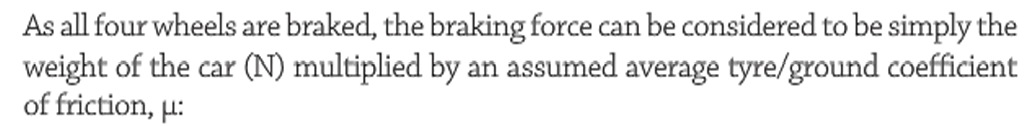 As all four wheels are braked, the braking force can be considered to be simply the
weight of the car (N) multiplied by an assumed average tyre/ground coefficient
of friction, μ: